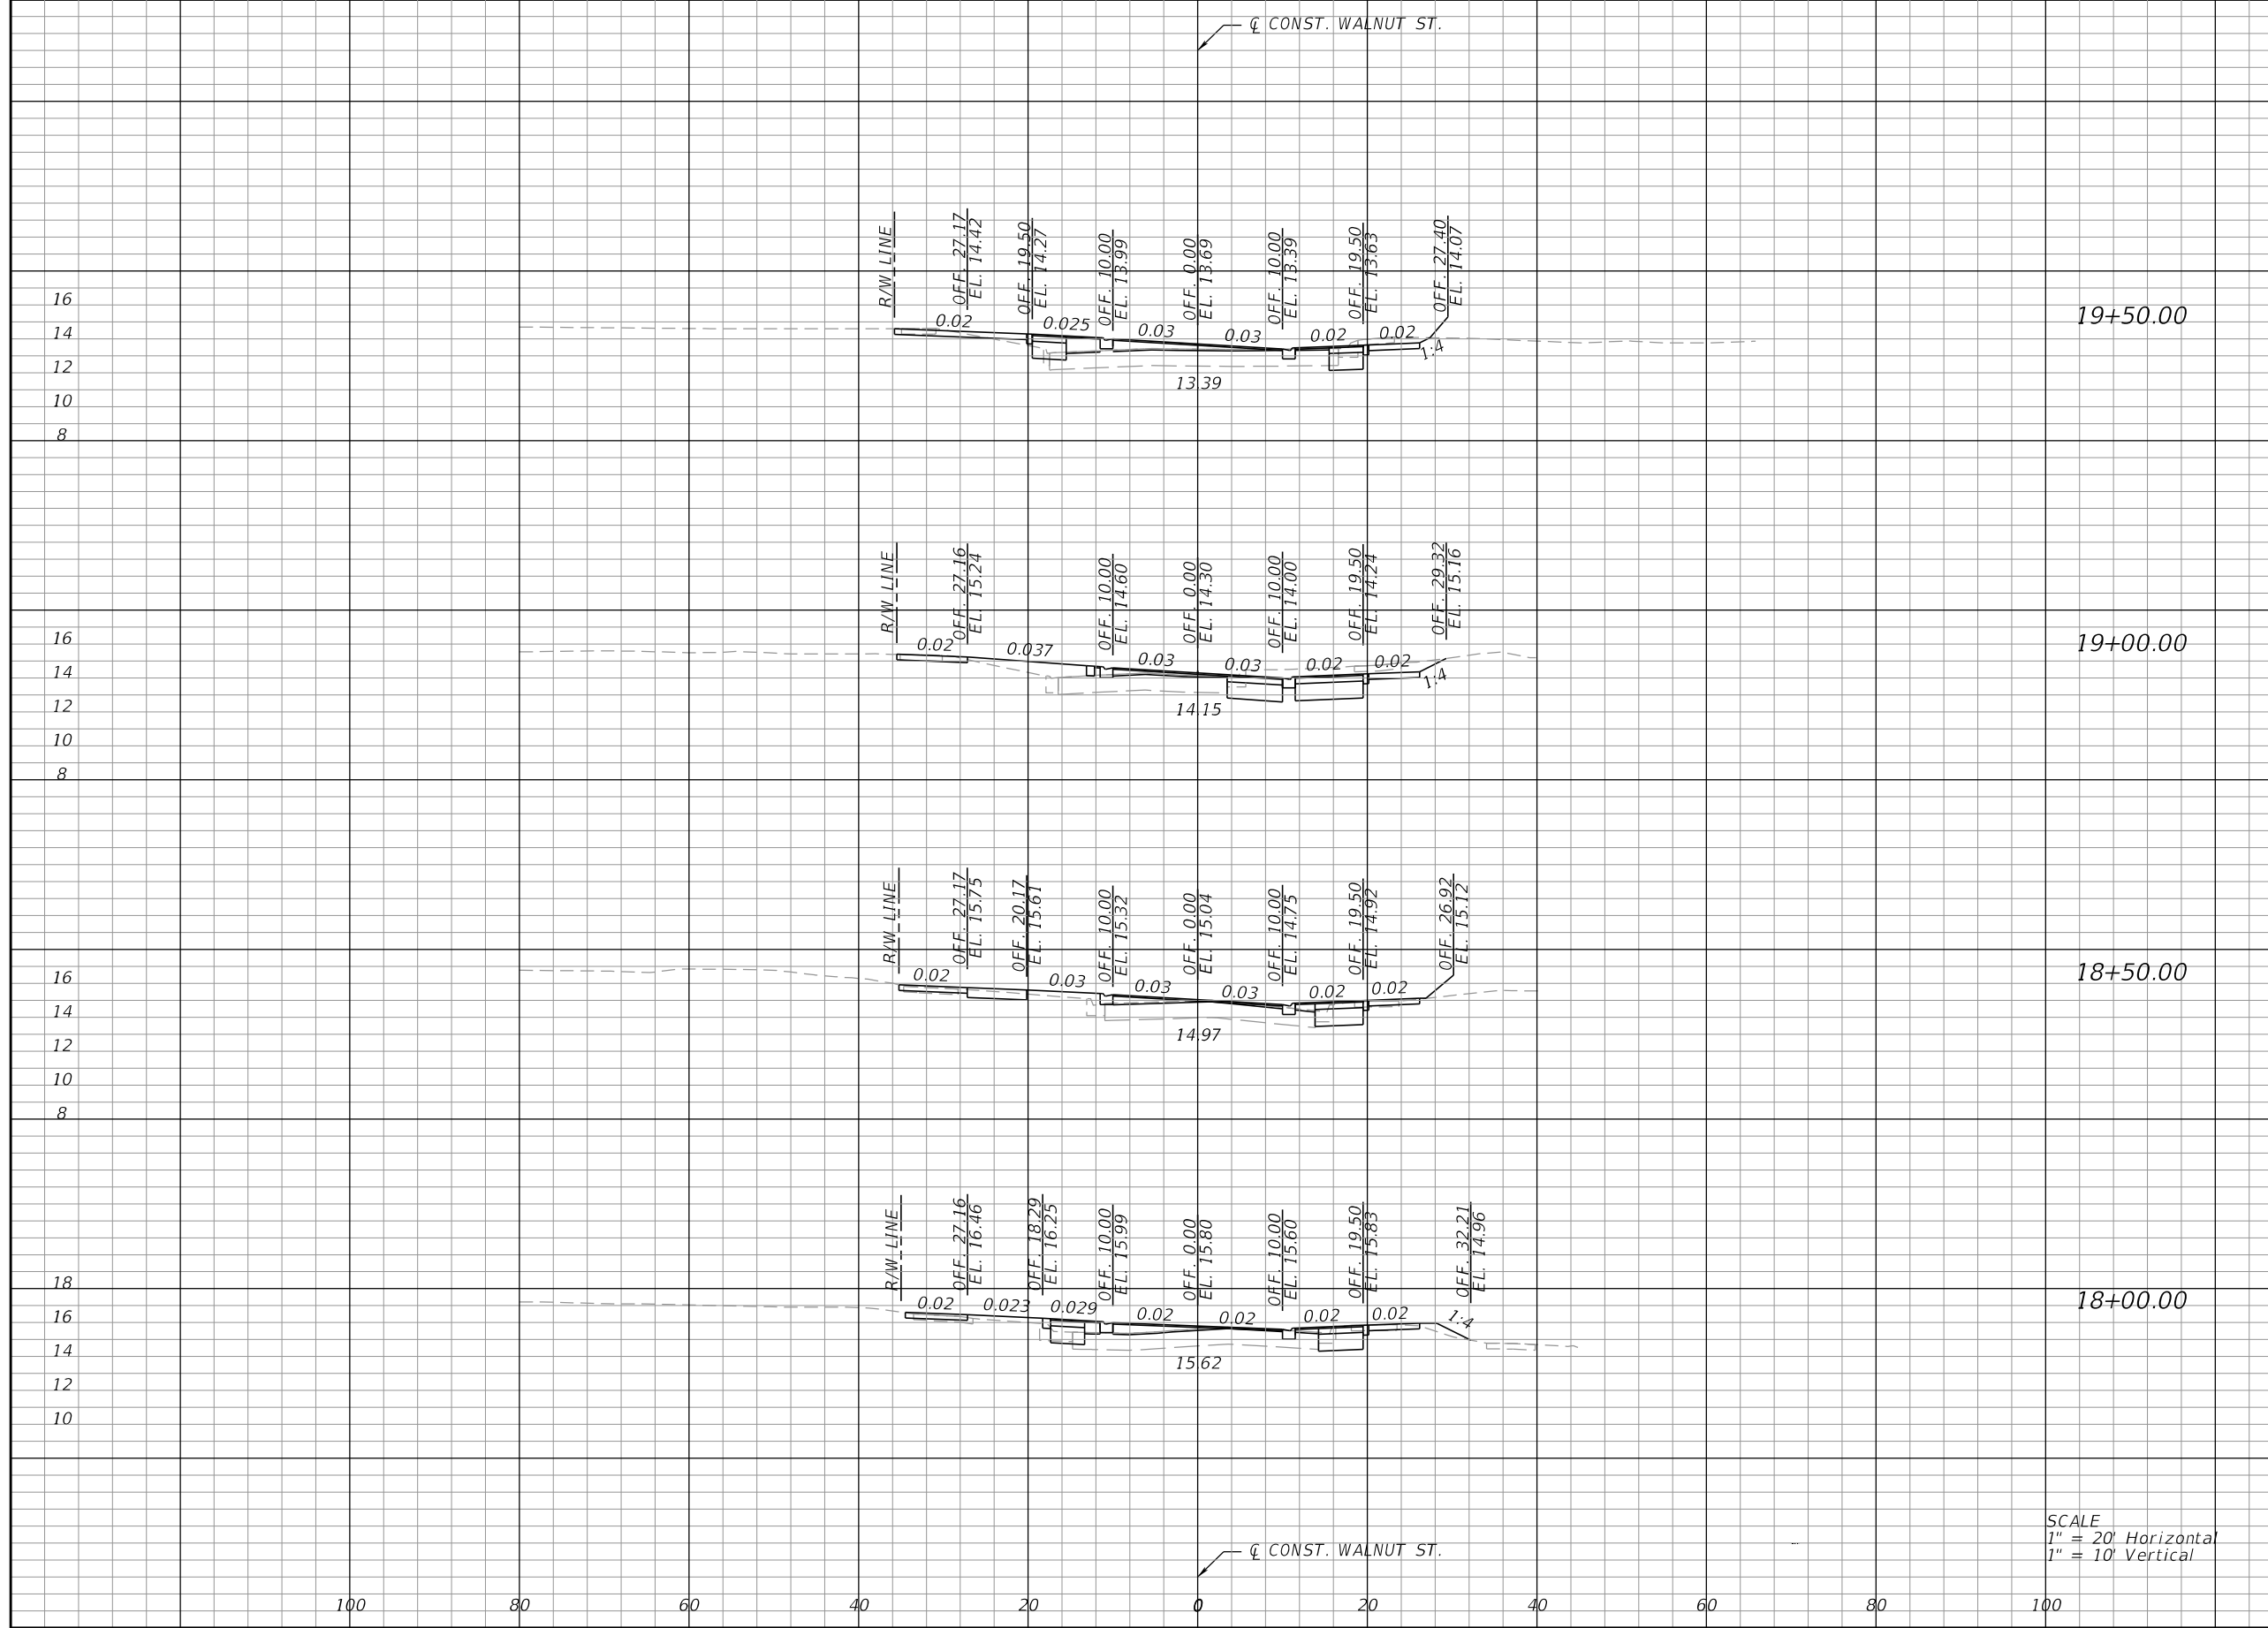 ℄ CONST. WALNUT ST.
R/W LINE
OFF. 27.17
EL. 14.42
OFF. 19.50
EL. 14.27
OFF. 10.00
EL. 13.99
OFF. 0.00
EL. 13.69
OFF. 10.00
EL. 13.39
OFF. 19.50
EL. 13.63
OFF. 27.40
EL. 14.07
16
14
12
10
8
0.02
0.025
0.03
0.03
0.02
0.02
1:4
13.39
19+50.00
R/W LINE
OFF. 27.16
EL. 15.24
OFF. 10.00
EL. 14.60
OFF. 0.00
EL. 14.30
OFF. 10.00
EL. 14.00
OFF. 19.50
EL. 14.24
OFF. 29.32
EL. 15.16
16
14
12
10
8
0.02
0.037
0.03
0.03
0.02
0.02
1:4
14.15
19+00.00
R/W LINE
OFF. 27.17
EL. 15.75
OFF. 20.17
EL. 15.61
OFF. 10.00
EL. 15.32
OFF. 0.00
EL. 15.04
OFF. 10.00
EL. 14.75
OFF. 19.50
EL. 14.92
OFF. 26.92
EL. 15.12
16
14
12
10
8
0.02
0.03
0.03
0.03
0.02
0.02
14.97
18+50.00
R/W LINE
OFF. 27.16
EL. 16.46
OFF. 18.29
EL. 16.25
OFF. 10.00
EL. 15.99
OFF. 0.00
EL. 15.80
OFF. 10.00
EL. 15.60
OFF. 19.50
EL. 15.83
OFF. 32.21
EL. 14.96
18
16
14
12
10
0.02
0.023
0.029
0.02
0.02
0.02
0.02
1:4
15.62
18+00.00
SCALE
1" = 20' Horizontal
1" = 10' Vertical
℄ CONST. WALNUT ST.
100 80 60 40 20 0 20 40 60 80 100